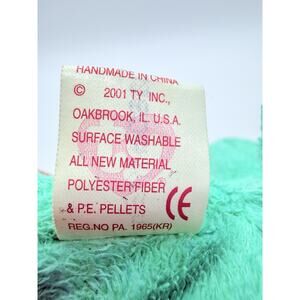 HANDMADE IN CHINA
© 2001 TY INC.,
OAKBROOK, IL. U.S.A.
SURFACE WASHABLE
ALL NEW MATERIAL
POLYESTER FIBER
& P.E. PELLETS CE
REG.NO PA. 1965(KR)